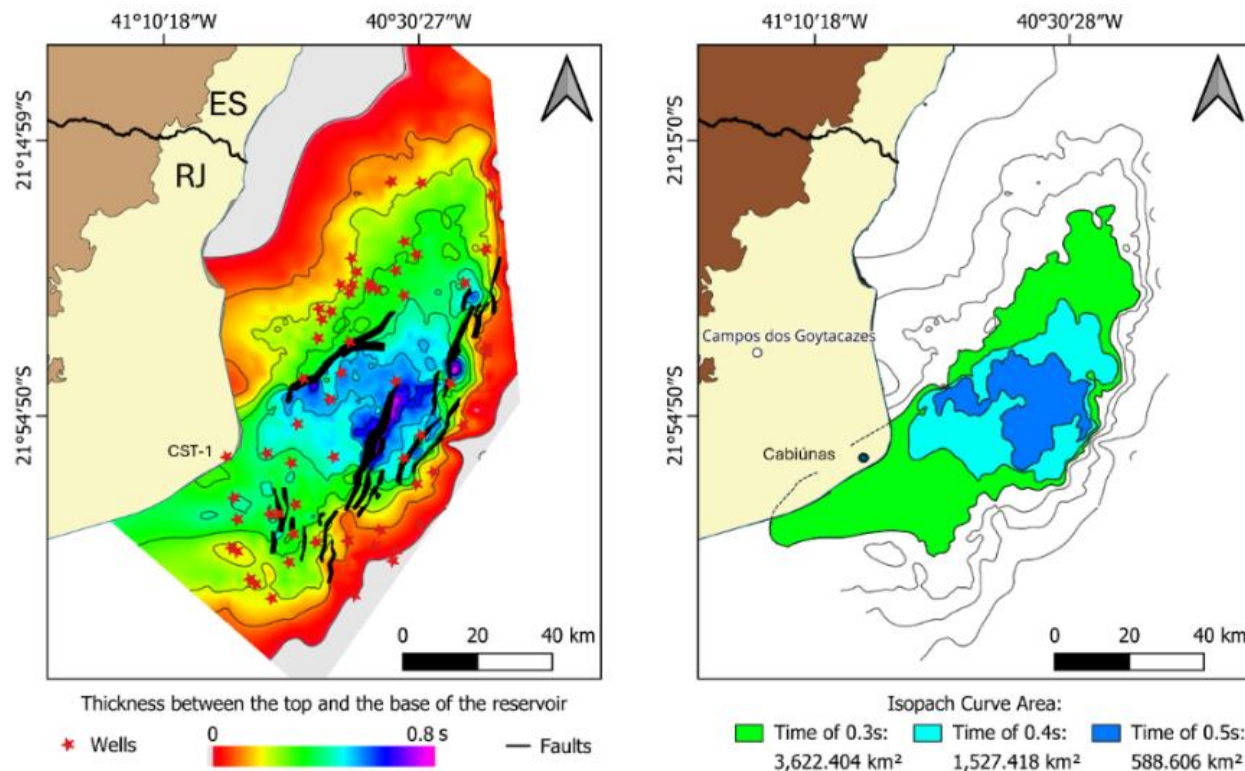 41°10'18"W 40°30'27"W
ES
RJ
21°14'59"S
21°54'50"S
CST-1
0 20 40 km
Thickness between the top and the base of the reservoir
Wells 0 0.8 s Faults
41°10'18"W 40°30'28"W
21°15'0"S
Campos dos Goytacazes
21°54'50"S
Cabiúnas
0 20 40 km
Isopach Curve Area:
Time of 0.3s: Time of 0.4s: Time of 0.5s:
3,622.404 km² 1,527.418 km² 588.606 km²